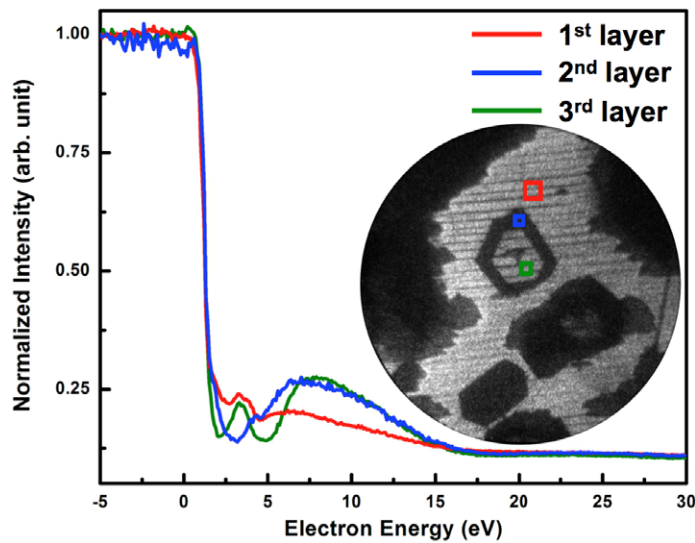 1.00
0.75
0.50
0.25
-5
0
5
10
15
20
25
30
Normalized Intensity (arb. unit)
Electron Energy (eV)
1st layer
2nd layer
3rd layer